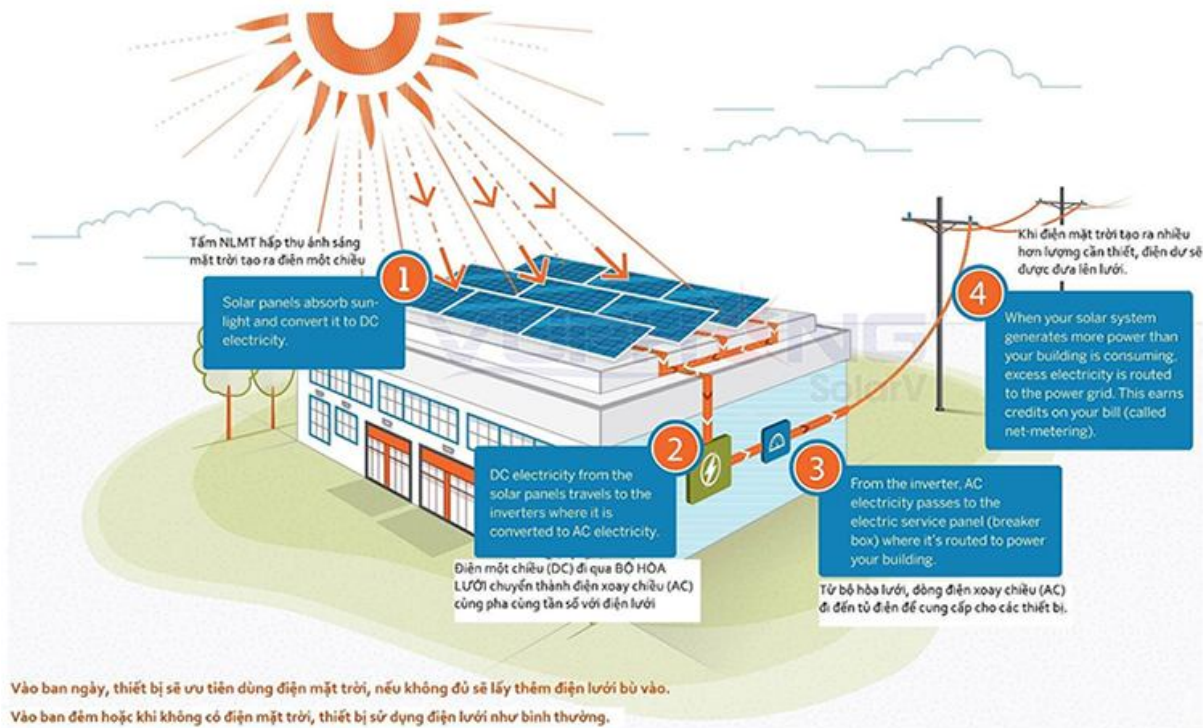 Tấm NLMT hấp thụ ánh sáng
mặt trời tạo ra điện một chiều
1
Solar panels absorb sun-
light and convert it to DC
electricity.
2
DC electricity from the
solar panels travels to the
inverters where it is
converted to AC electricity.
Điện một chiều (DC) đi qua BỘ HÒA
LƯỚI chuyển thành điện xoay chiều (AC)
cùng pha cùng tần số với điện lưới
3
From the inverter, AC
electricity passes to the
electric service panel (breaker
box) where it's routed to power
your building.
Từ bộ hòa lưới, dòng điện xoay chiều (AC)
đi đến tủ điện để cung cấp cho các thiết bị.
Khi điện mặt trời tạo ra nhiều
hơn lượng cần thiết, điện dư sẽ
được đưa lên lưới.
4
When your solar system
generates more power than
your building is consuming,
excess electricity is routed
to the power grid. This earns
credits on your bill (called
net-metering).
SolarV
Vào ban ngày, thiết bị sẽ ưu tiên dùng điện mặt trời, nếu không đủ sẽ lấy thêm điện lưới bù vào.
Vào ban đêm hoặc khi không có điện mặt trời, thiết bị sử dụng điện lưới như bình thường.